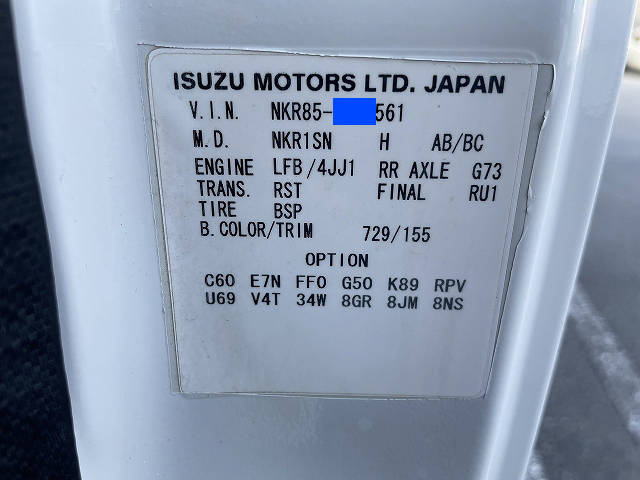 ISUZU MOTORS LTD. JAPAN
V.I.N. NKR85- 561
M.D. NKR1SN H AB/BC
ENGINE LFB/4JJ1 RR AXLE G73
TRANS. RST FINAL RU1
TIRE BSP
B.COLOR/TRIM 729/155
OPTION
C60 E7N FF0 G50 K89 RPV
U69 V4T 34W 8GR 8JM 8NS